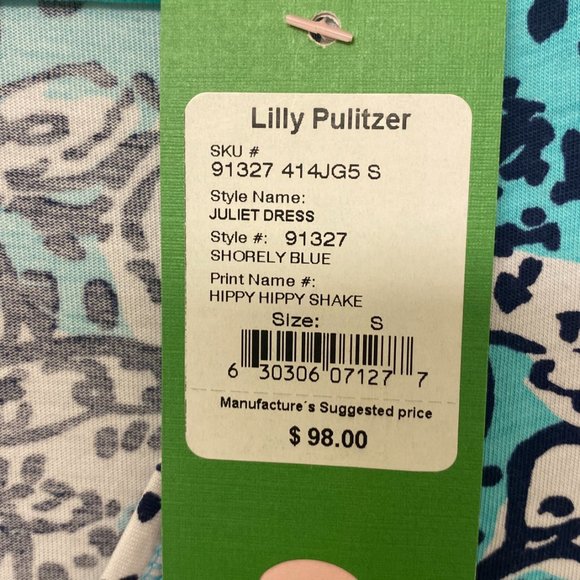 Lilly Pulitzer
SKU #
91327 414JG5 S
Style Name:
JULIET DRESS
Style #: 91327
SHORELY BLUE
Print Name #:
HIPPY HIPPY SHAKE
Size: S
6 30306 07127 7
Manufacture´s Suggested price
$ 98.00